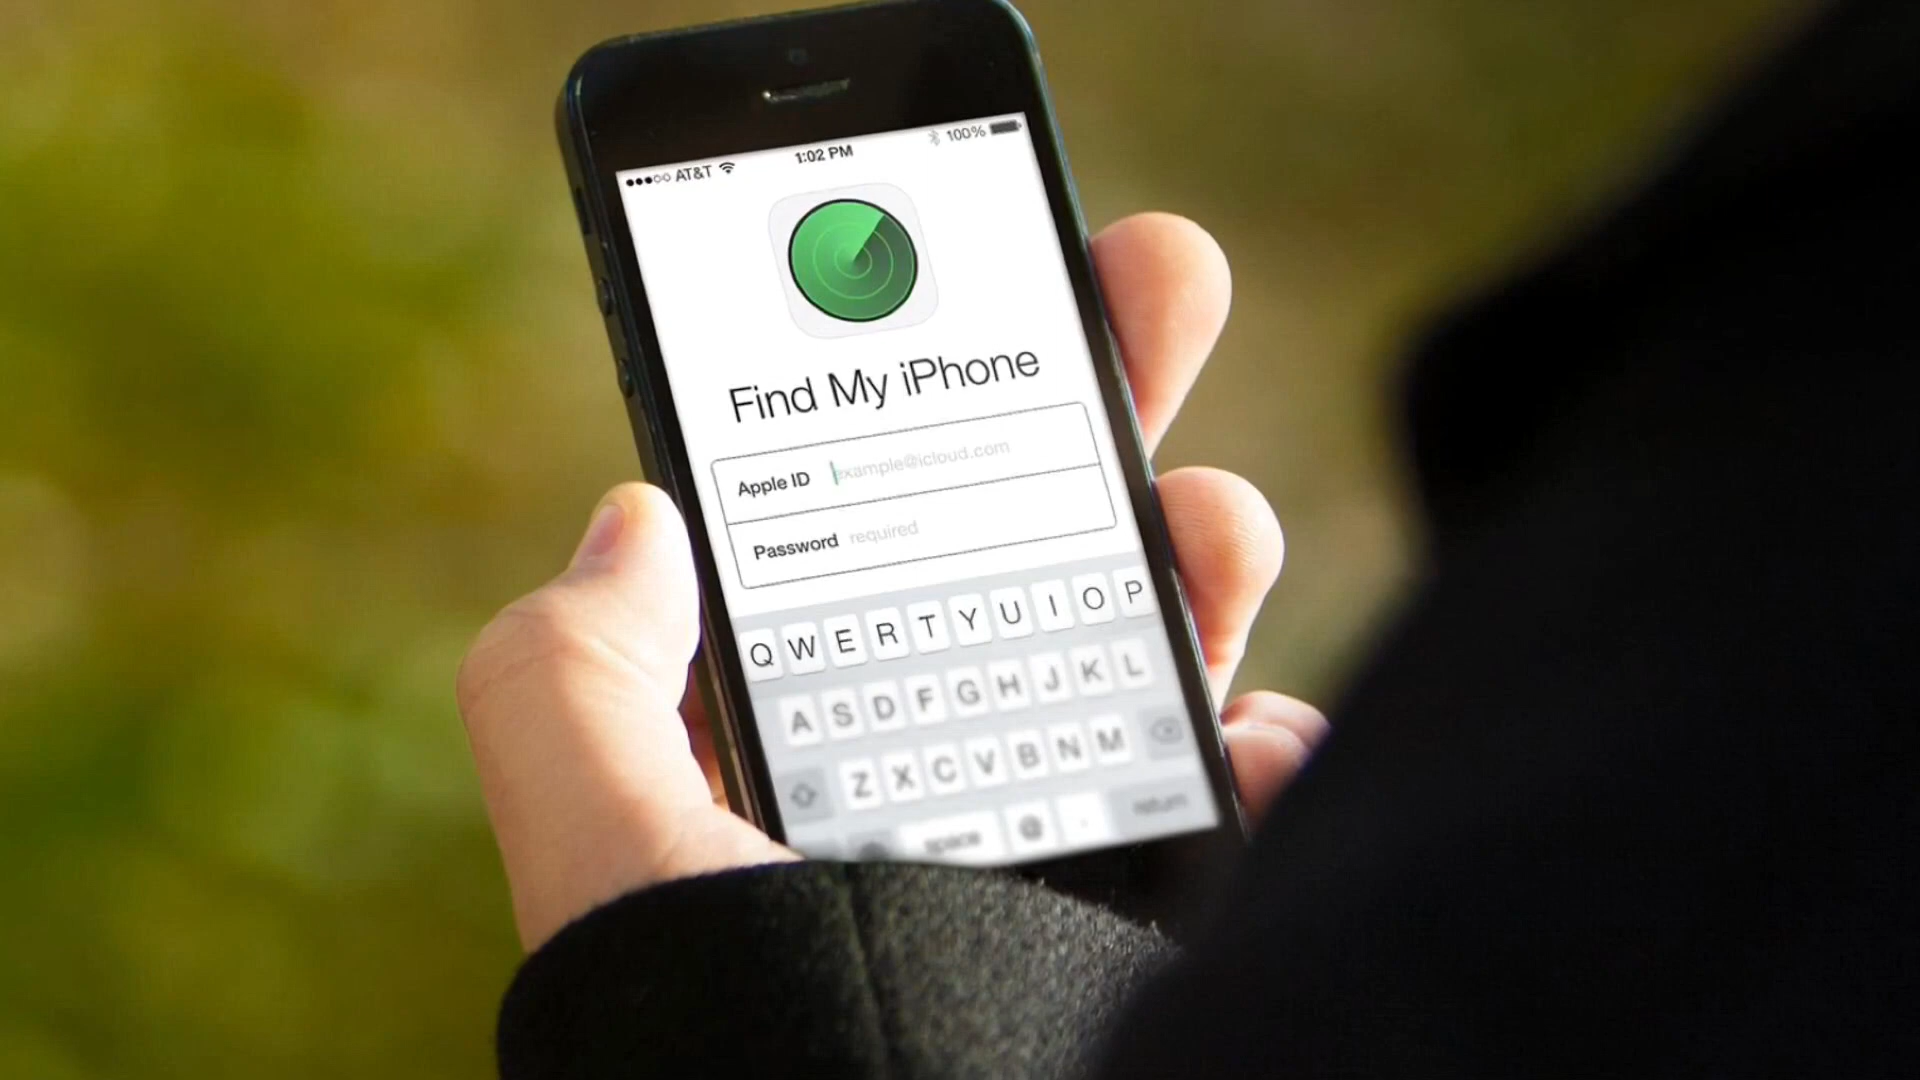 ●●●○○ AT&T 1:02 PM 100%
Find My iPhone
Apple ID example@icloud.com
Password required
Q W E R T Y U I O P
A S D F G H J K L
Z X C V B N M
space @ . return